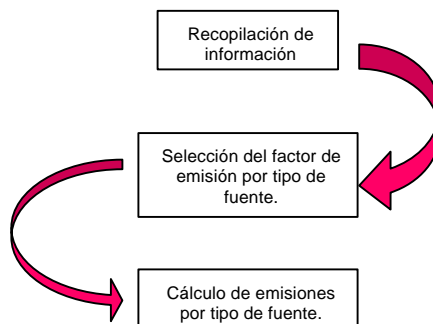 Recopilación de
información
Selección del factor de
emisión por tipo de
fuente.
Cálculo de emisiones
por tipo de fuente.